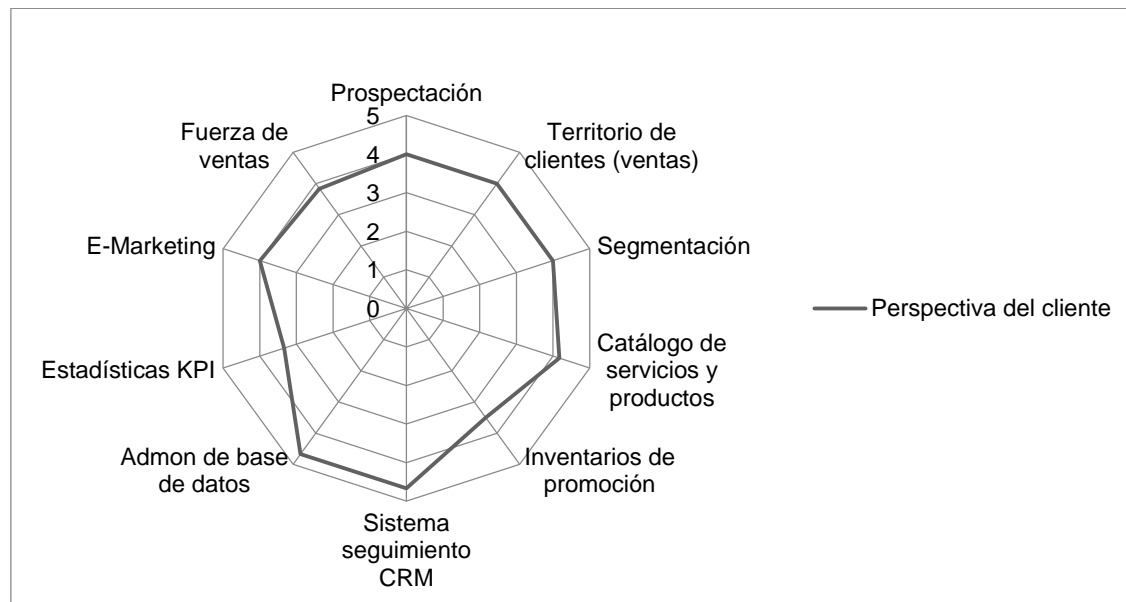 Prospectación
Territorio de
clientes (ventas)
Segmentación
Catálogo de
servicios y
productos
Inventarios de
promoción
Sistema
seguimiento
CRM
Admon de base
de datos
Estadísticas KPI
E-Marketing
Fuerza de
ventas
5
4
3
2
1
0
Perspectiva del cliente